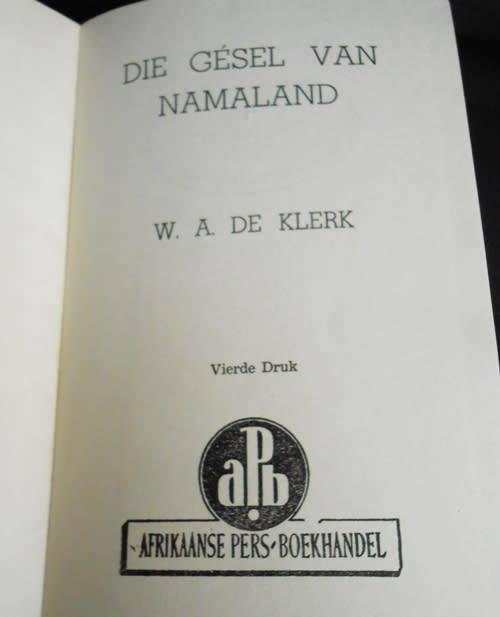 DIE GÉSEL VAN
NAMALAND
W. A. DE KLERK
Vierde Druk
aPb
AFRIKAANSE PERS-BOEKHANDEL